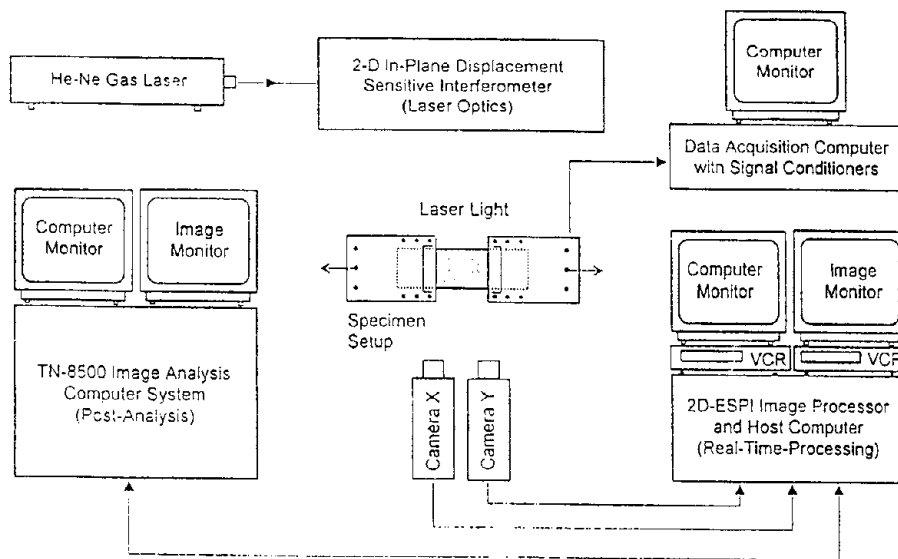 He-Ne Gas Laser
2-D In-Plane Displacement
Sensitive Interferometer
(Laser Optics)
Computer
Monitor
Data Acquisition Computer
with Signal Conditioners
Computer
Monitor
Image
Monitor
TN-8500 Image Analysis
Computer System
(Post-Analysis)
Laser Light
Specimen
Setup
Camera X
Camera Y
Computer
Monitor
Image
Monitor
VCR
VCR
2D-ESPI Image Processor
and Host Computer
(Real-Time-Processing)